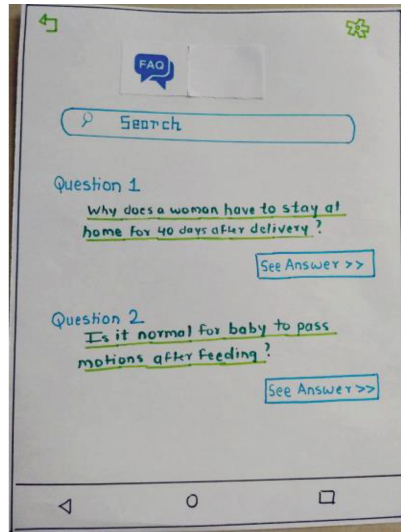 FAQ
Search
Question 1
Why does a woman have to stay at
home for 40 days after delivery?
See Answer >>
Question 2
Is it normal for baby to pass
motions after feeding?
See Answer >>